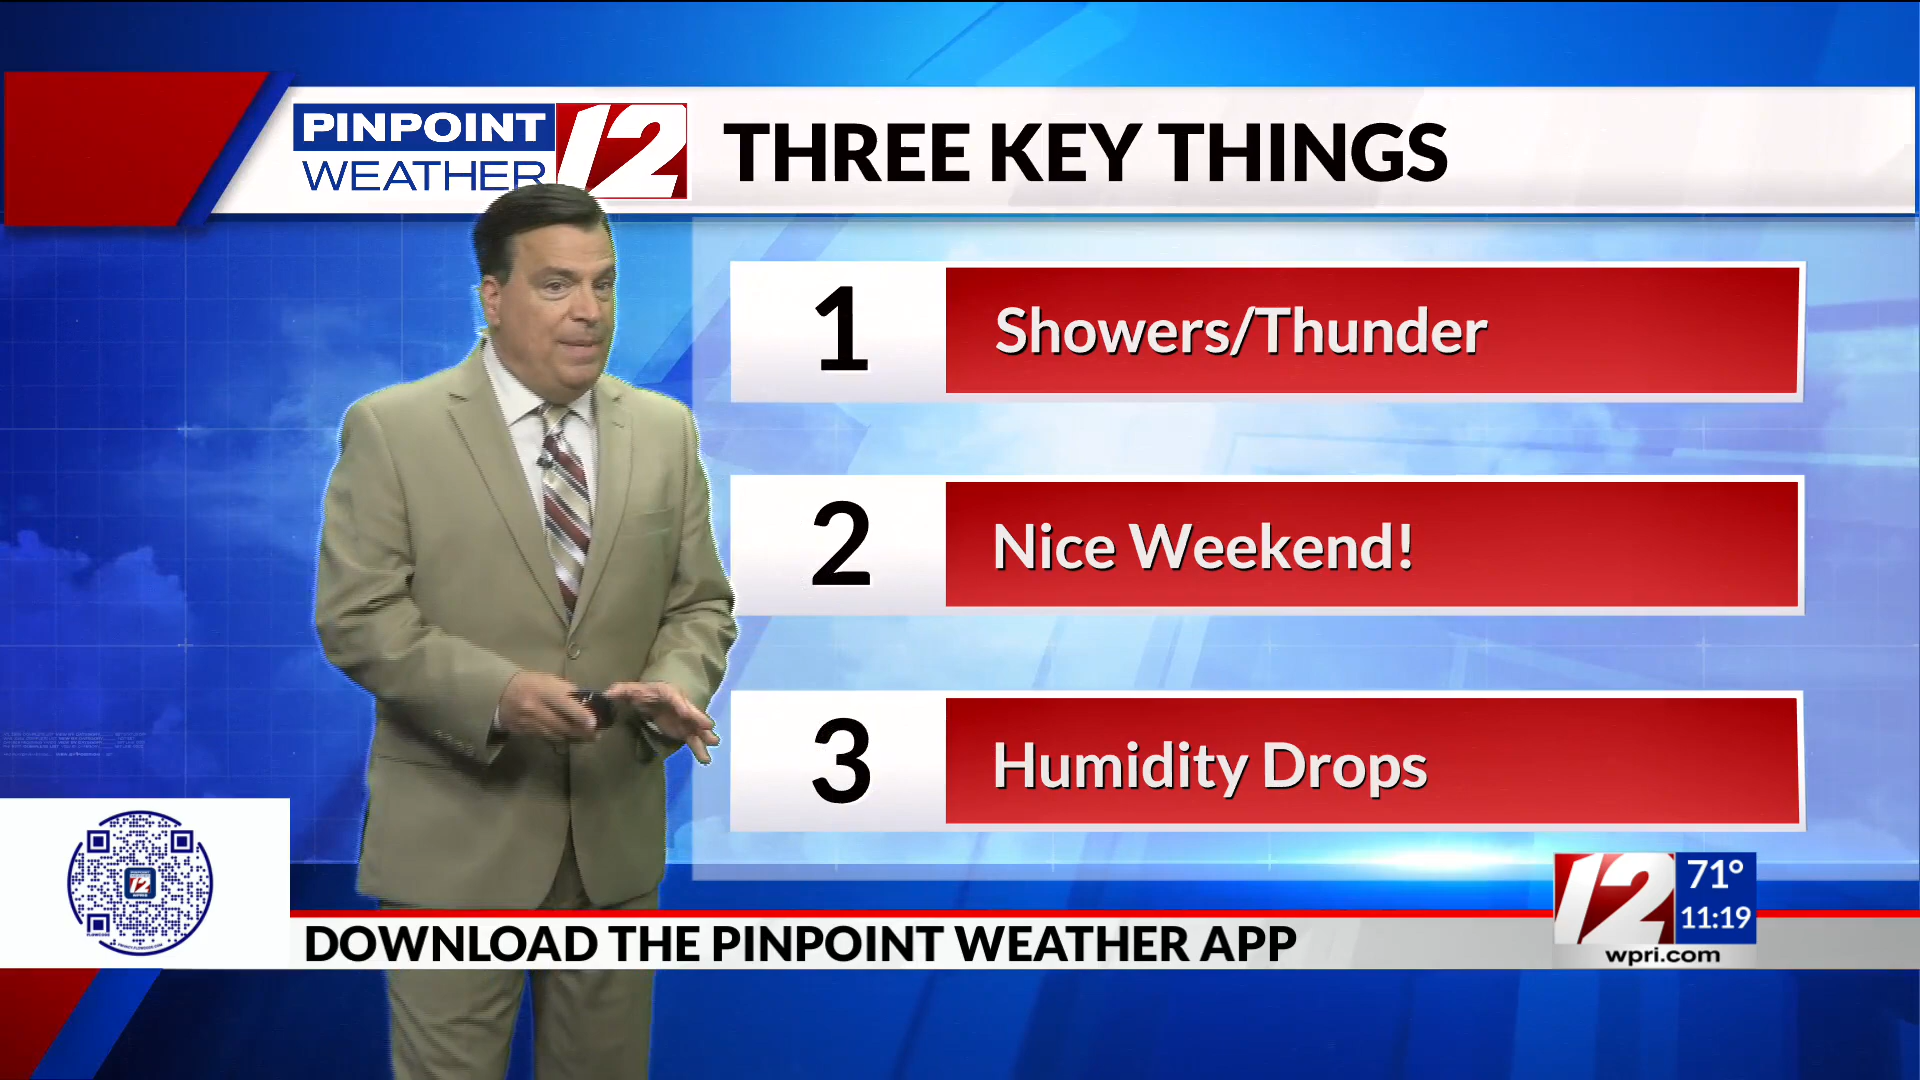 PINPOINT
WEATHER
12
THREE KEY THINGS
1
Showers/Thunder
2
Nice Weekend!
3
Humidity Drops
12
71°
11:19
wpri.com
12
DOWNLOAD THE PINPOINT WEATHER APP